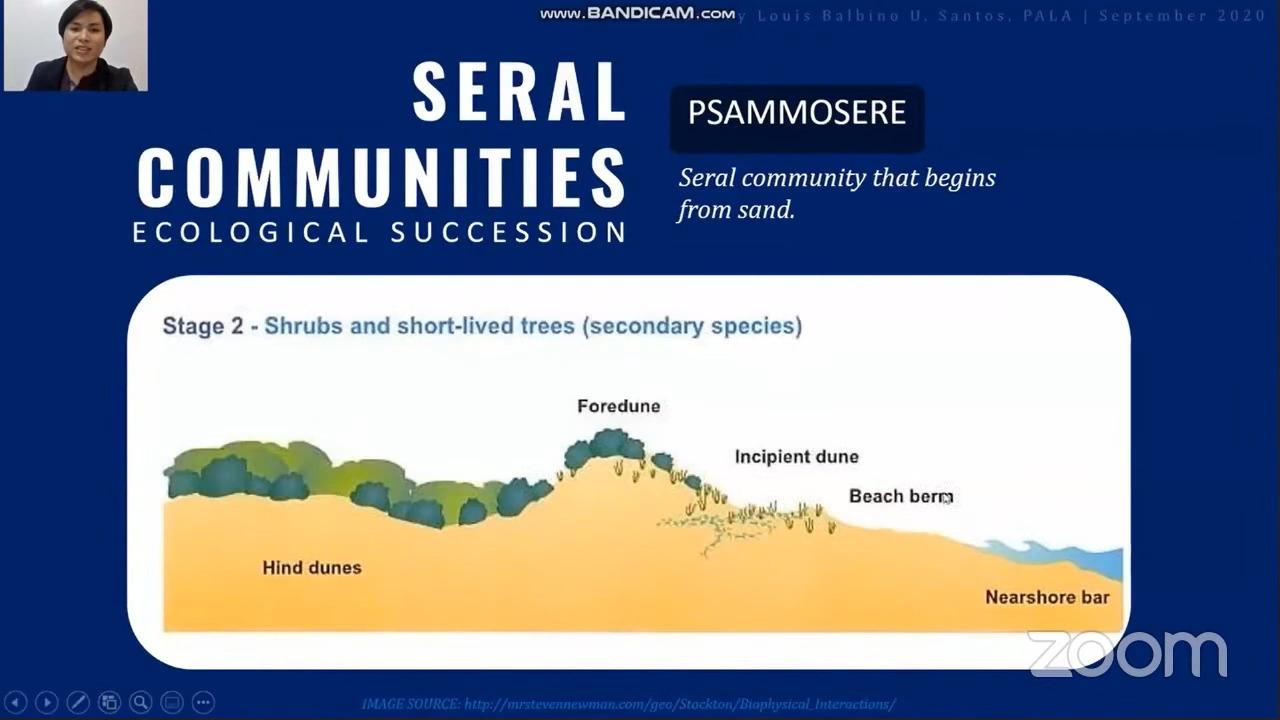 www.BANDICAM.com
y Louis Balbino U. Santos, PALA | September 2020
SERAL
COMMUNITIES
ECOLOGICAL SUCCESSION
PSAMMOSERE
Seral community that begins
from sand.
Stage 2 - Shrubs and short-lived trees (secondary species)
Foredune
Incipient dune
Beach berm
Hind dunes
Nearshore bar
zoom
IMAGE SOURCE: http://mrstevennewman.com/geo/Stockton/Biophysical_Interactions/